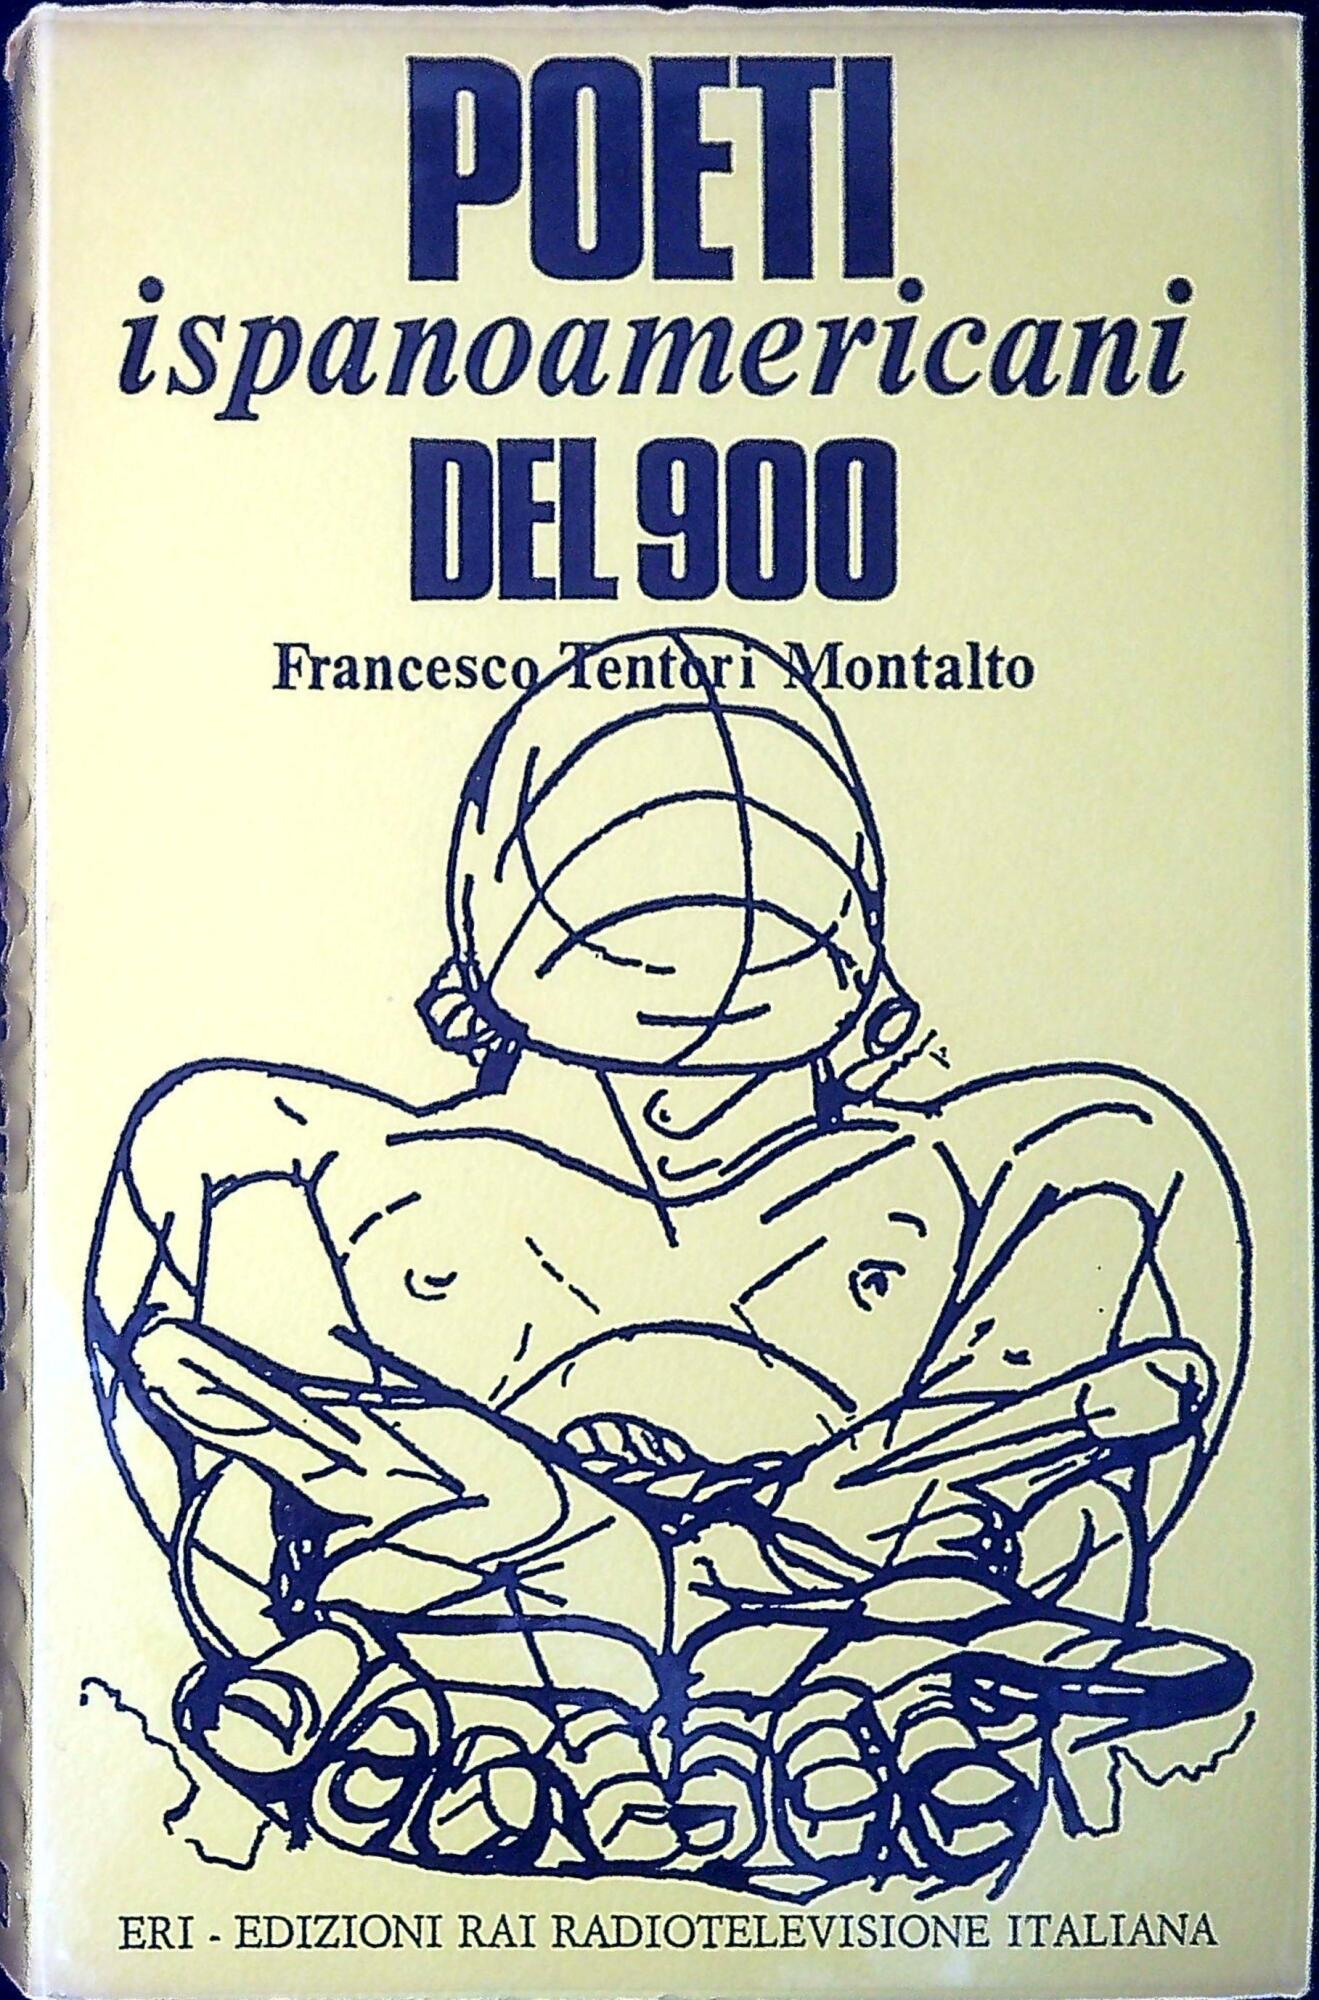 POETI
ispanoamericani
DEL 900
Francesco Tentori Montalto
ERI - EDIZIONI RAI RADIOTELEVISIONE ITALIANA